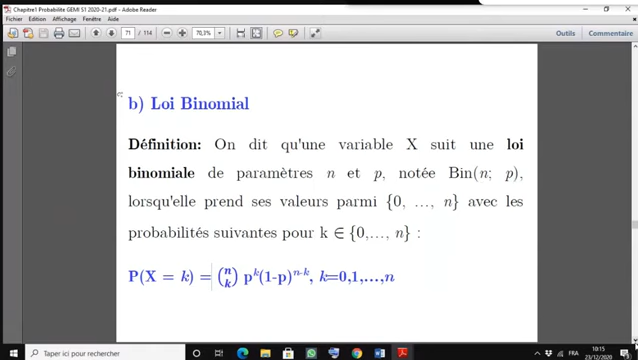 Chapitre1 Probabilite GEMI S1 2020-21.pdf - Adobe Reader
Fichier Edition Affichage Fenêtre Aide
71 / 114 70,3% Outils Commentaire
b) Loi Binomial
Définition: On dit qu'une variable X suit une loi
binomiale de paramètres n et p, notée Bin(n; p),
lorsqu'elle prend ses valeurs parmi {0, ..., n} avec les
probabilités suivantes pour k ∈ {0,..., n} :
P(X = k) = (n k) p^k(1-p)^{n-k}, k=0,1,...,n
Taper ici pour rechercher
FRA
10:15
23/12/2020